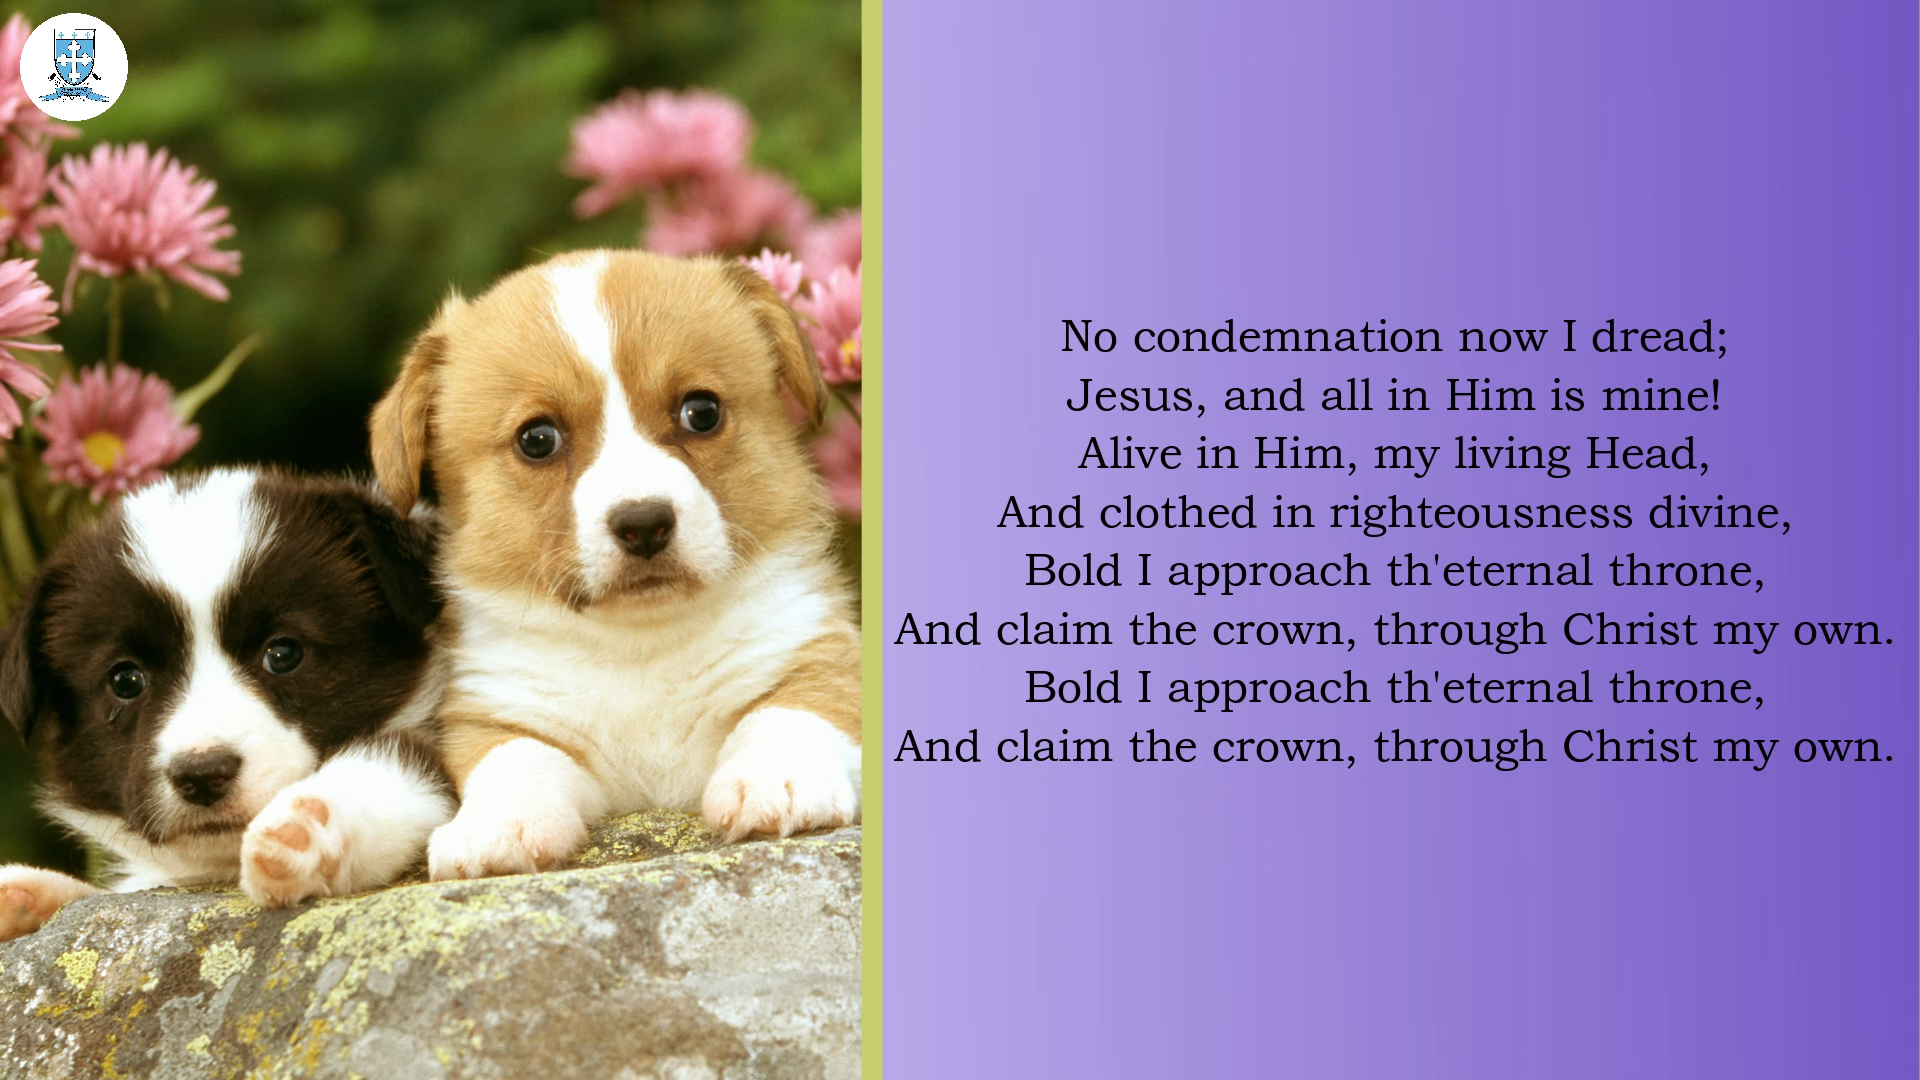 No condemnation now I dread;
Jesus, and all in Him is mine!
Alive in Him, my living Head,
And clothed in righteousness divine,
Bold I approach th'eternal throne,
And claim the crown, through Christ my own.
Bold I approach th'eternal throne,
And claim the crown, through Christ my own.